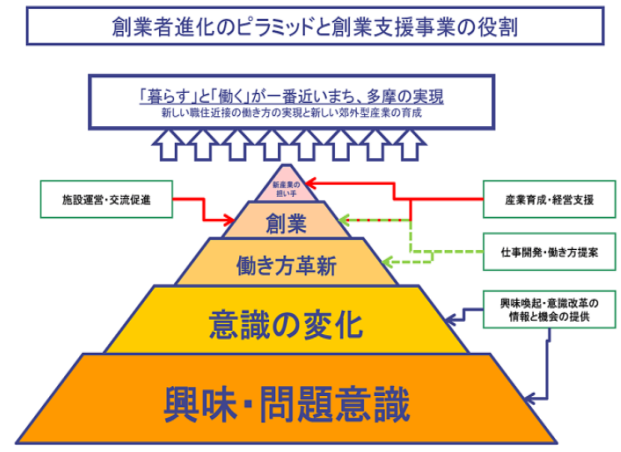 創業者進化のピラミッドと創業支援事業の役割
「暮らす」と「働く」が一番近いまち、多摩の実現
新しい職住近接の働き方の実現と新しい郊外型産業の育成
新産業の
担い手
施設運営・交流促進
産業育成・経営支援
創業
仕事開発・働き方提案
働き方革新
興味喚起・意識改革の
情報と機会の提供
意識の変化
興味・問題意識